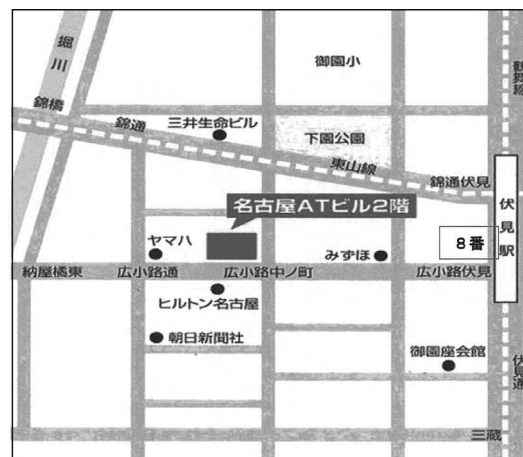 堀川
御園小
鶴舞線
錦橋
錦通
三井生命ビル
下園公園
東山線
錦通伏見
伏見駅
名古屋ATビル2階
8番
ヤマハ
みずほ
納屋橋東
広小路通
広小路中ノ町
広小路伏見
ヒルトン名古屋
朝日新聞社
御園座会館
伏見通
三蔵